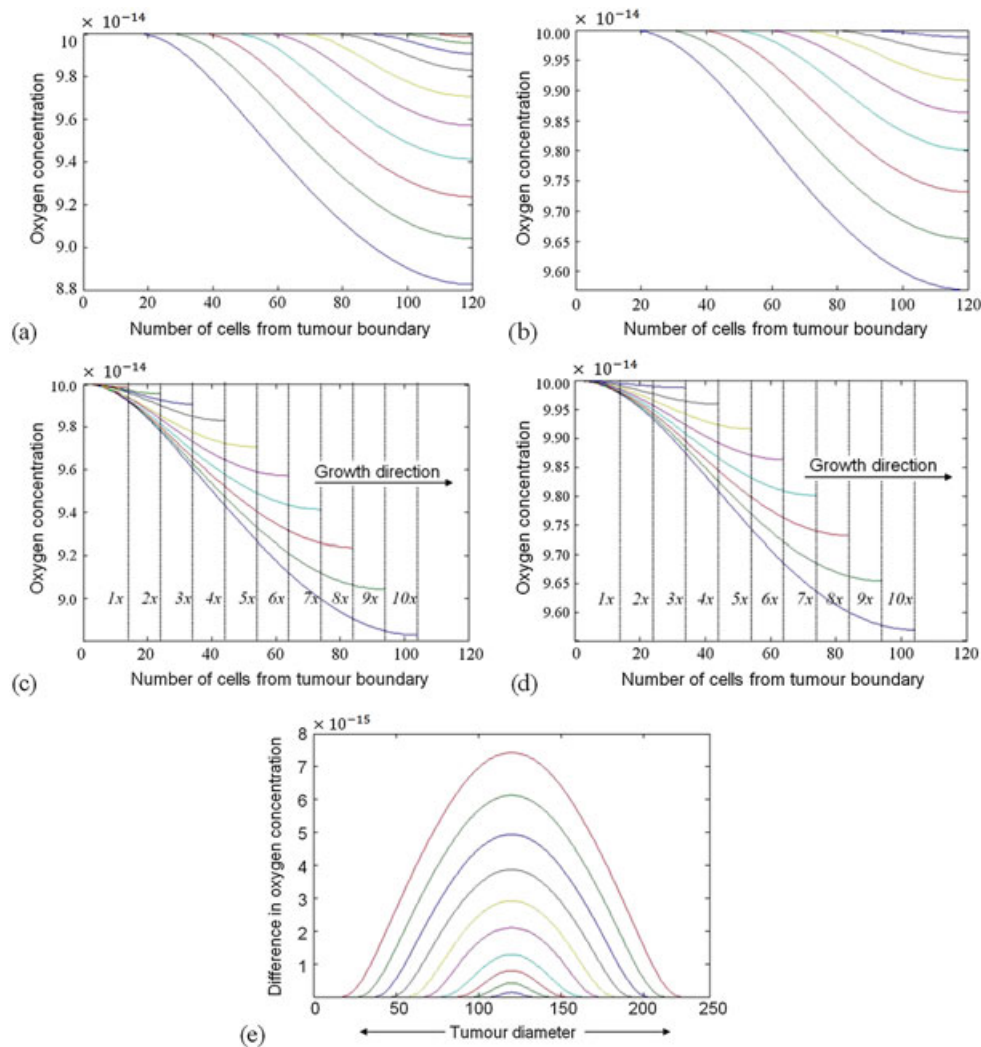 × 10⁻¹⁴
10
9.8
9.6
9.4
9.2
9.0
8.8
0 20 40 60 80 100 120
Oxygen concentration
Number of cells from tumour boundary
(a)
× 10⁻¹⁴
10.00
9.95
9.90
9.85
9.80
9.75
9.70
9.65
9.60
0 20 40 60 80 100 120
Oxygen concentration
Number of cells from tumour boundary
(b)
× 10⁻¹⁴
10.0
9.8
9.6
9.4
9.2
9.0
0 20 40 60 80 100 120
Oxygen concentration
Growth direction
1x 2x 3x 4x 5x 6x 7x 8x 9x 10x
Number of cells from tumour boundary
(c)
× 10⁻¹⁴
10.00
9.95
9.90
9.85
9.80
9.75
9.70
9.65
9.60
0 20 40 60 80 100 120
Oxygen concentration
Growth direction
1x 2x 3x 4x 5x 6x 7x 8x 9x 10x
Number of cells from tumour boundary
(d)
× 10⁻¹⁵
8
7
6
5
4
3
2
1
0 50 100 150 200 250
Difference in oxygen concentration
Tumour diameter
(e)